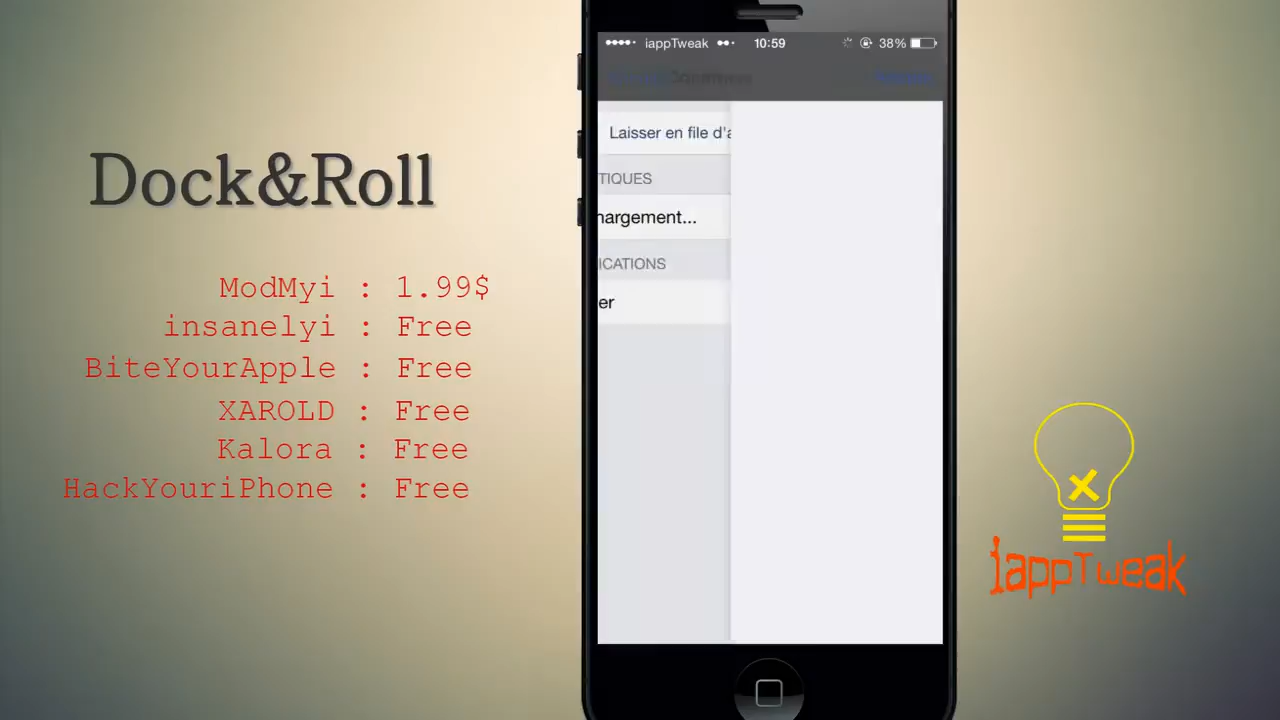 Dock&Roll
ModMyi : 1.99$
insanelyi : Free
BiteYourApple : Free
XAROLD : Free
Kalora : Free
HackYouriPhone : Free
iappTweak 10:59 38%
Laisser en file d'a
TIQUES
hargement...
ICATIONS
er
iappTweak